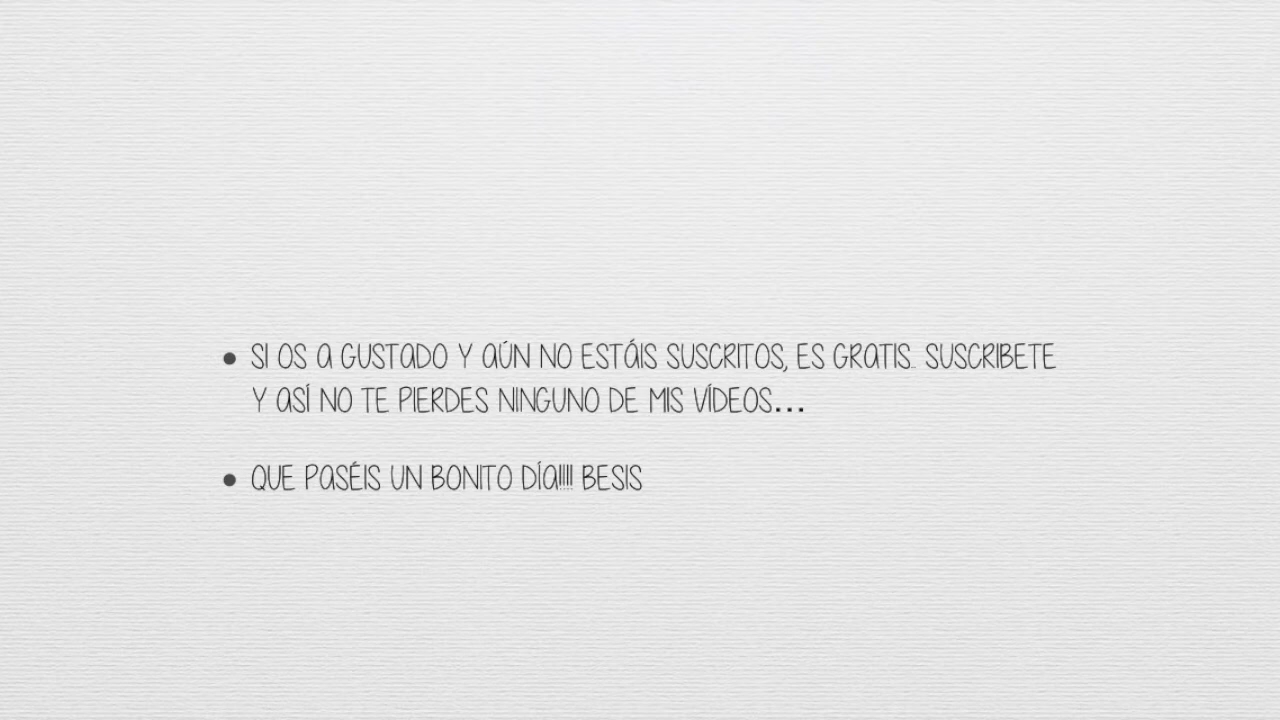 • SI OS A GUSTADO Y AÚN NO ESTÁIS SUSCRITOS, ES GRATIS... SUSCRIBETE
Y ASÍ NO TE PIERDES NINGUNO DE MIS VÍDEOS...
• QUE PASÉIS UN BONITO DÍA!!!! BESIS